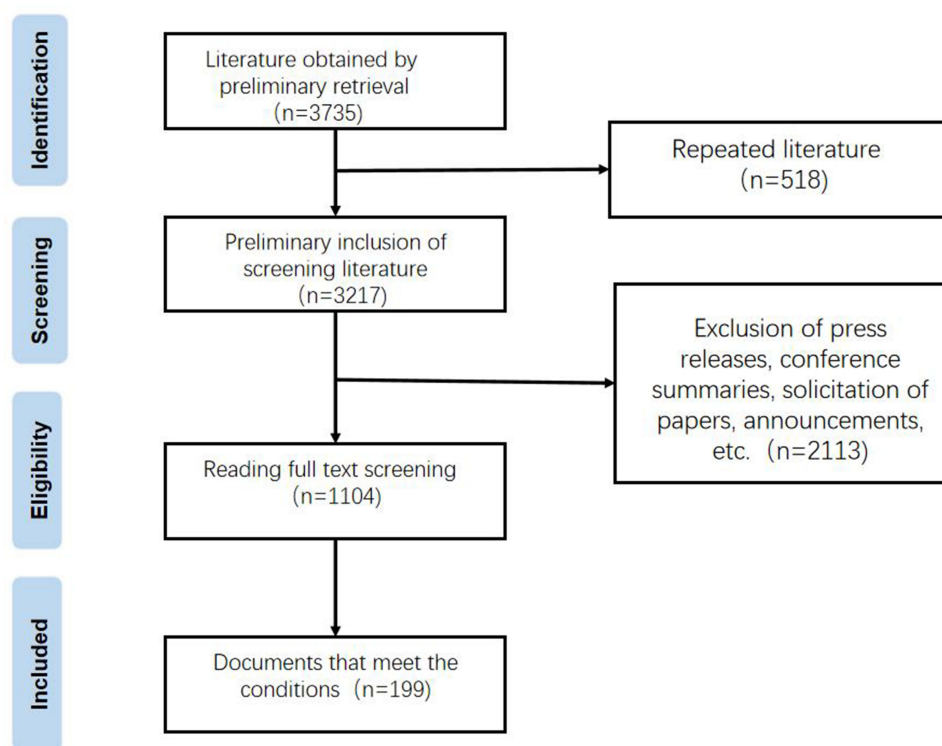 Identification
Literature obtained by
preliminary retrieval
(n=3735)
Repeated literature
(n=518)
Screening
Preliminary inclusion of
screening literature
(n=3217)
Exclusion of press
releases, conference
summaries, solicitation of
papers, announcements,
etc. (n=2113)
Eligibility
Reading full text screening
(n=1104)
Included
Documents that meet the
conditions (n=199)